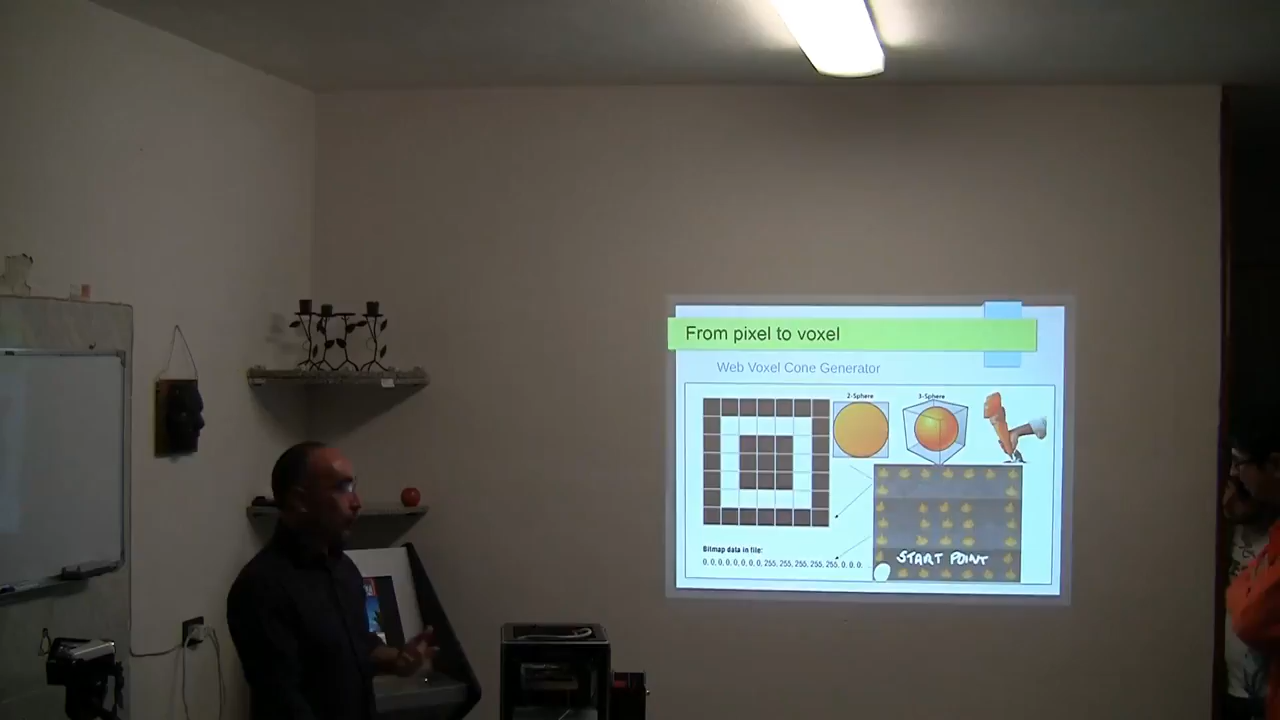 From pixel to voxel
Web Voxel Cone Generator
2-Sphere
3-Sphere
START POINT
Bitmap data in file:
0, 0, 0, 0, 0, 0, 0, 0, 255, 255, 255, 255, 255, 0, 0, 0,